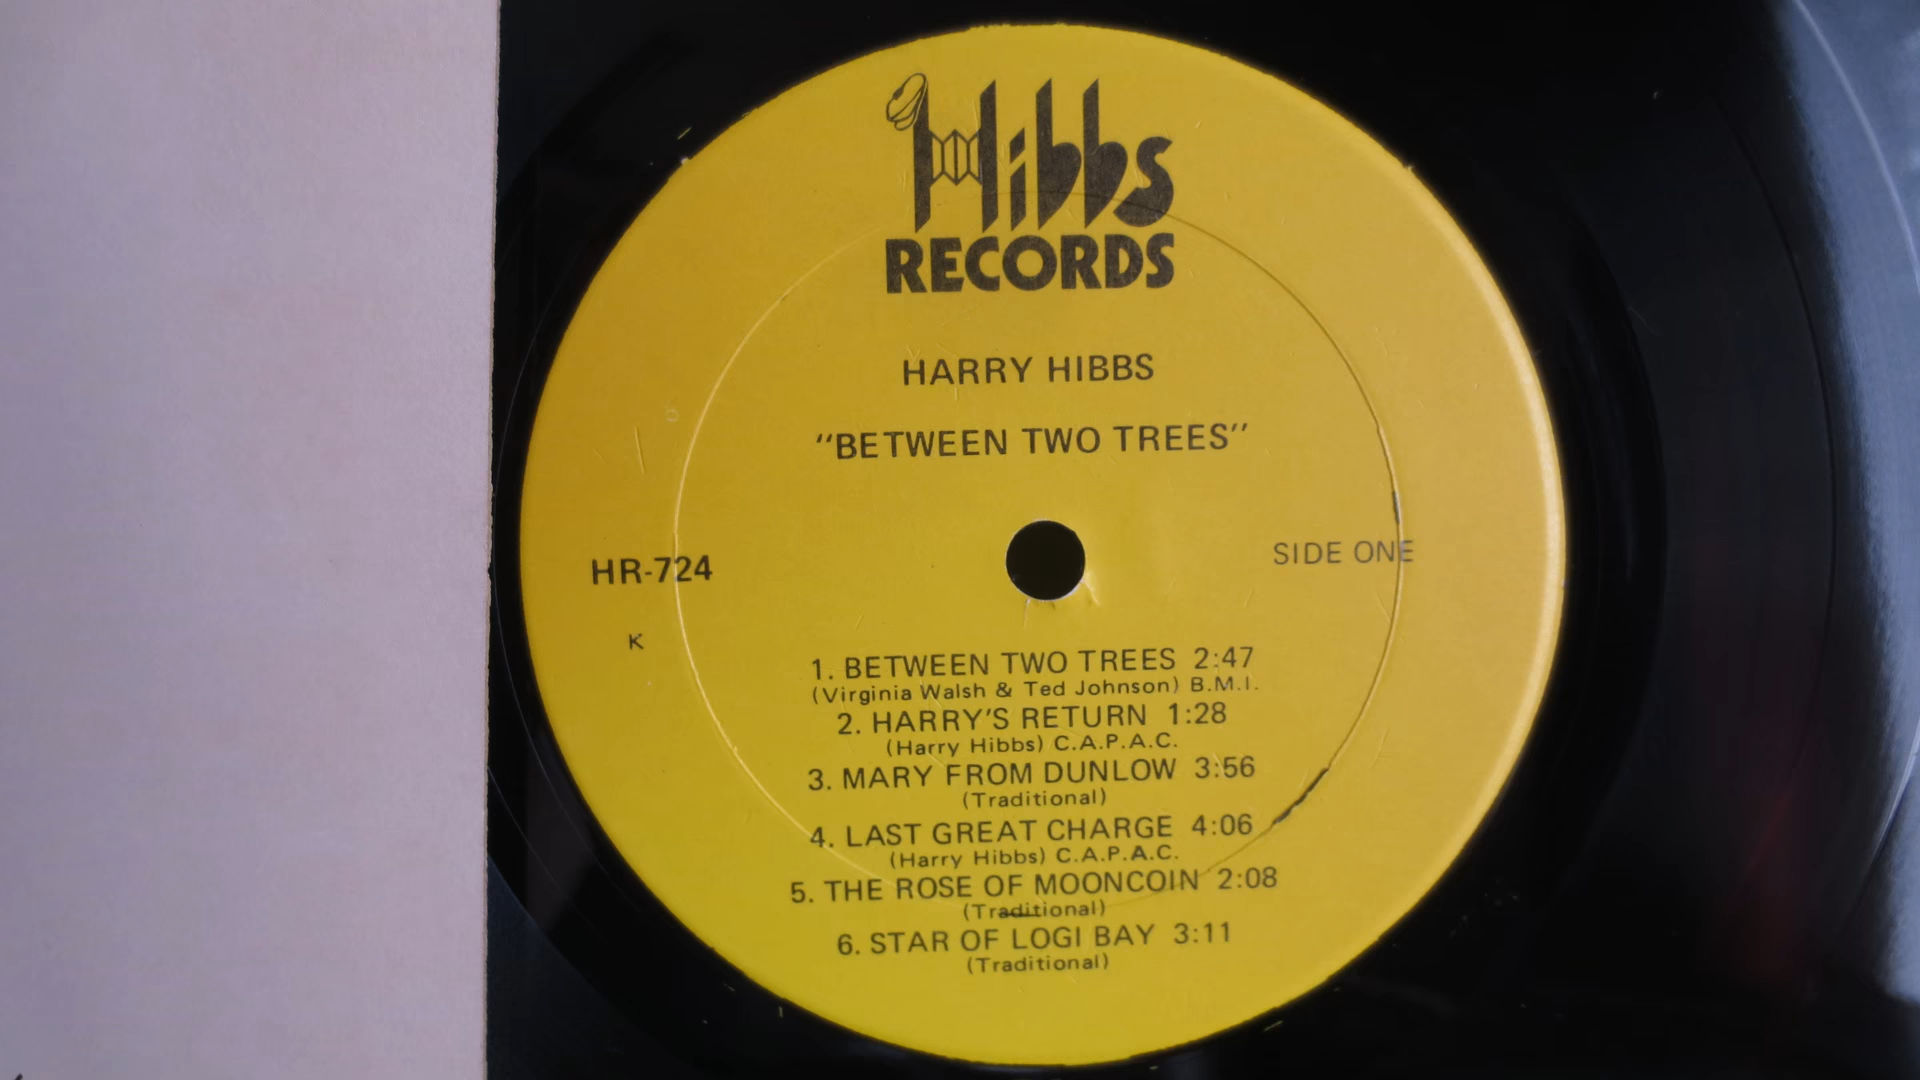 Hibbs
RECORDS
HARRY HIBBS
"BETWEEN TWO TREES"
HR-724
SIDE ONE
K
1. BETWEEN TWO TREES 2:47
(Virginia Walsh & Ted Johnson) B.M.I.
2. HARRY'S RETURN 1:28
(Harry Hibbs) C.A.P.A.C.
3. MARY FROM DUNLOW 3:56
(Traditional)
4. LAST GREAT CHARGE 4:06
(Harry Hibbs) C.A.P.A.C.
5. THE ROSE OF MOONCOIN 2:08
(Traditional)
6. STAR OF LOGI BAY 3:11
(Traditional)